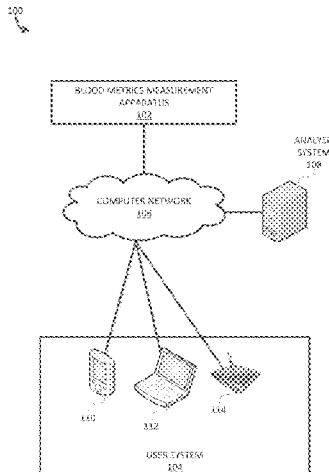 100
BLOOD METRICS MEASUREMENT
APPARATUS
102
ANALYSIS
SYSTEM
108
COMPUTER NETWORK
106
110
112
114
USER SYSTEM
104